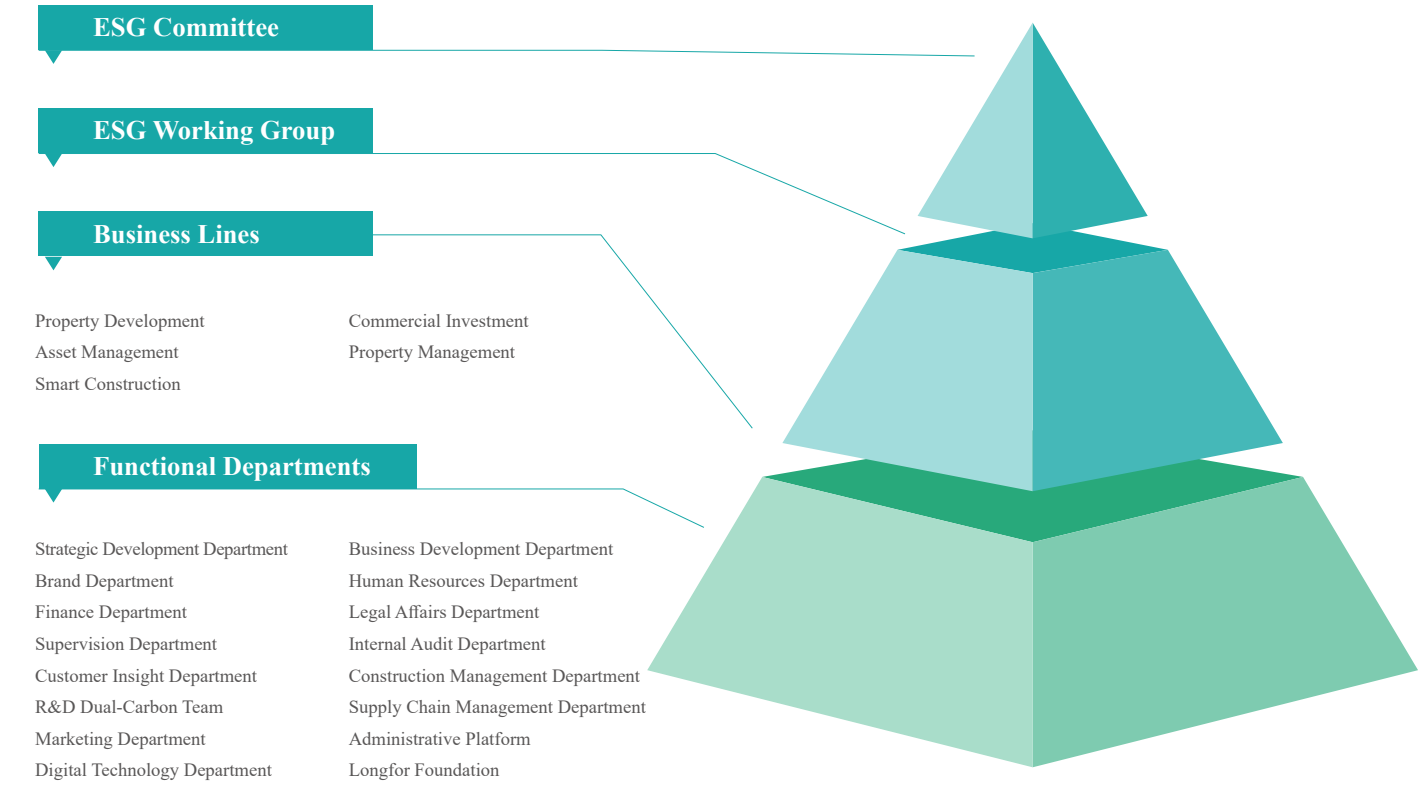 ESG Committee
ESG Working Group
Business Lines
Property Development
Commercial Investment
Asset Management
Property Management
Smart Construction
Functional Departments
Strategic Development Department
Business Development Department
Brand Department
Human Resources Department
Finance Department
Legal Affairs Department
Supervision Department
Internal Audit Department
Customer Insight Department
Construction Management Department
R&D Dual-Carbon Team
Supply Chain Management Department
Marketing Department
Administrative Platform
Digital Technology Department
Longfor Foundation